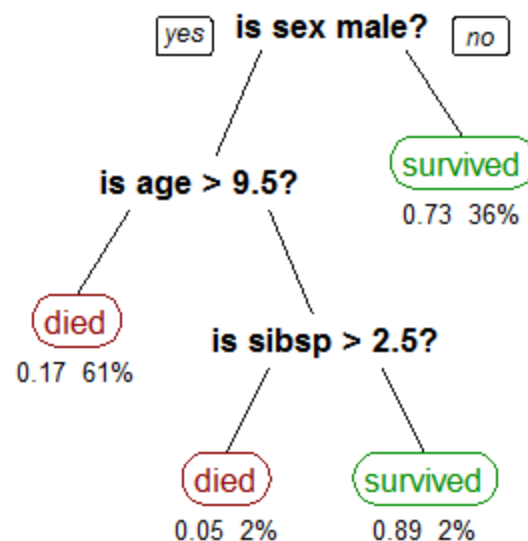 yes is sex male? no
survived
0.73 36%
is age > 9.5?
died
0.17 61%
is sibsp > 2.5?
died survived
0.05 2% 0.89 2%